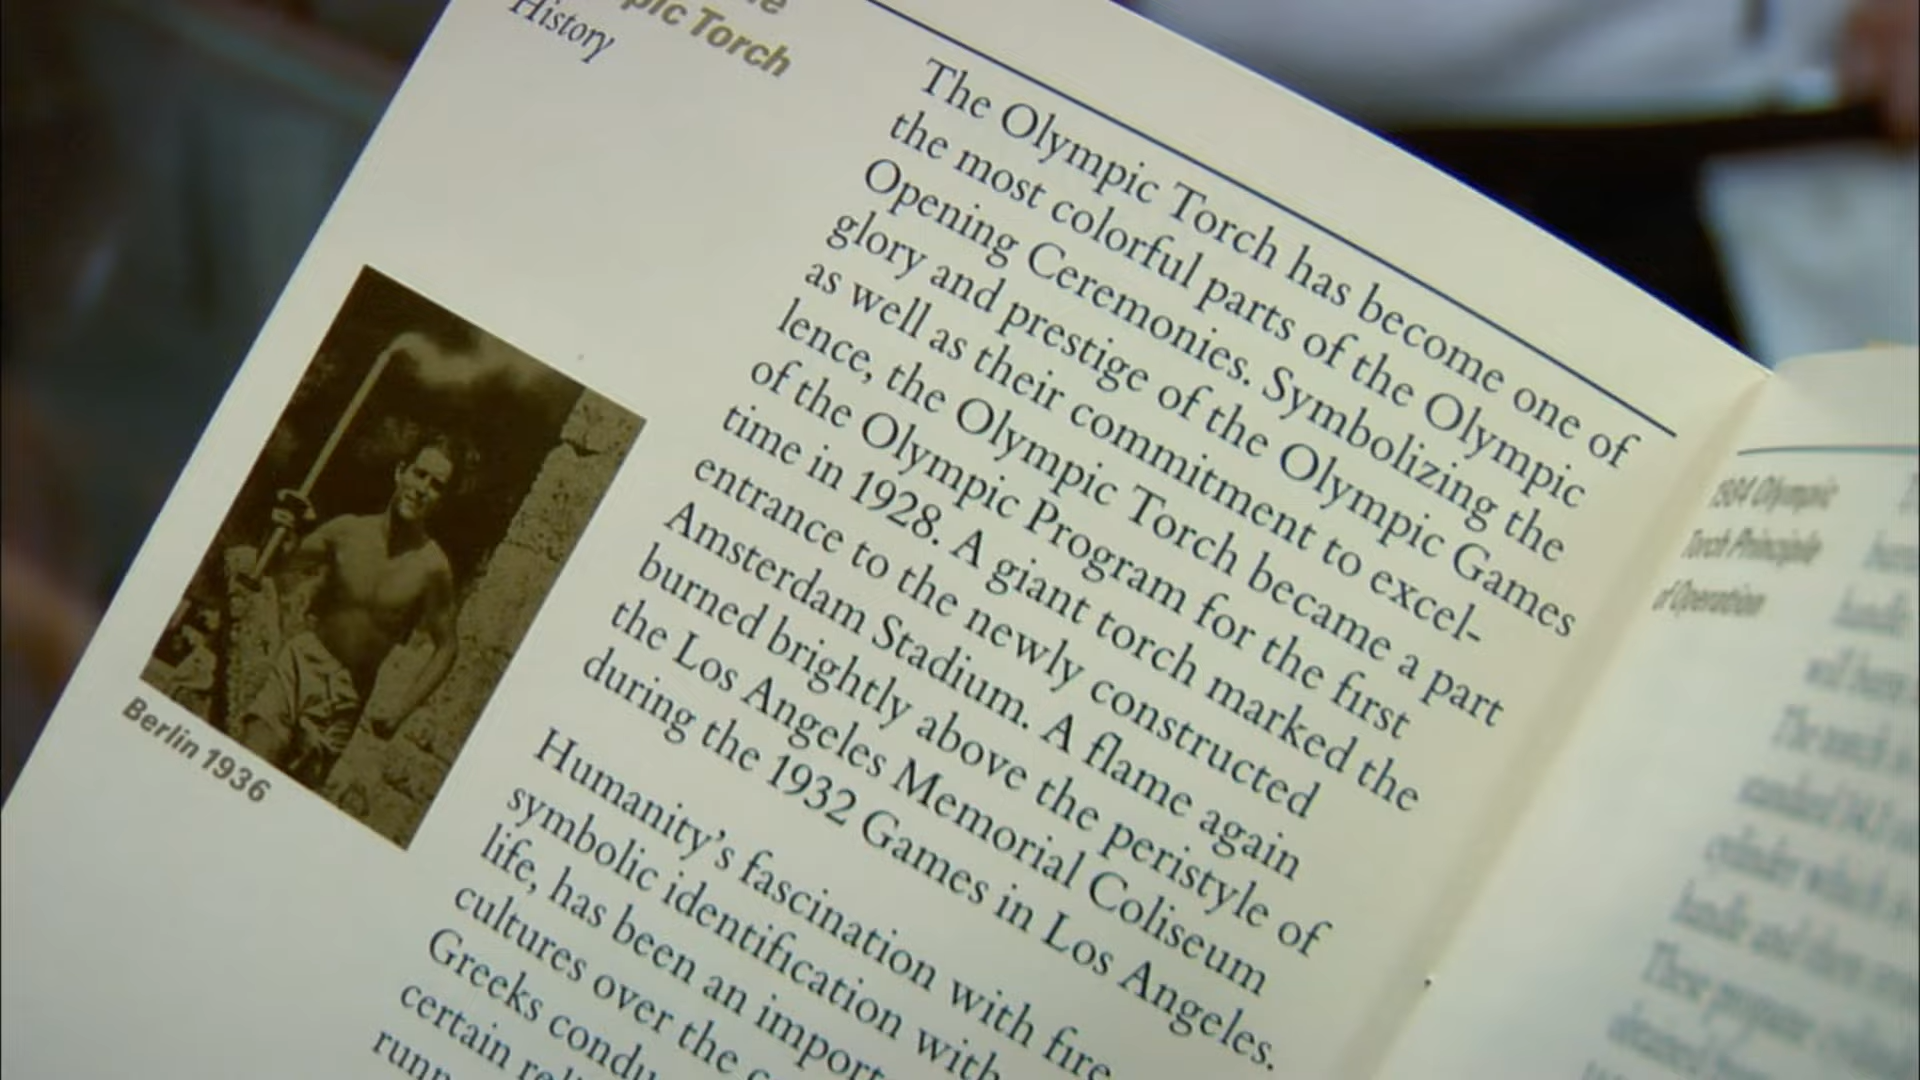 Torch
History
The Olympic Torch has become one of
the most colorful parts of the Olympic
Opening Ceremonies. Symbolizing the
glory and prestige of the Olympic Games
as well as their commitment to excel-
lence, the Olympic Torch became a part
of the Olympic Program for the first
time in 1928. A giant torch marked the
entrance to the newly constructed
Amsterdam Stadium. A flame again
burned brightly above the peristyle of
the Los Angeles Memorial Coliseum
during the 1932 Games in Los Angeles.
Humanity's fascination with fire
symbolic identification with
life, has been an import
cultures over the
Greeks condu
certain
runn
Berlin 1936
1984 Olympic
Torch Principle
of Operation